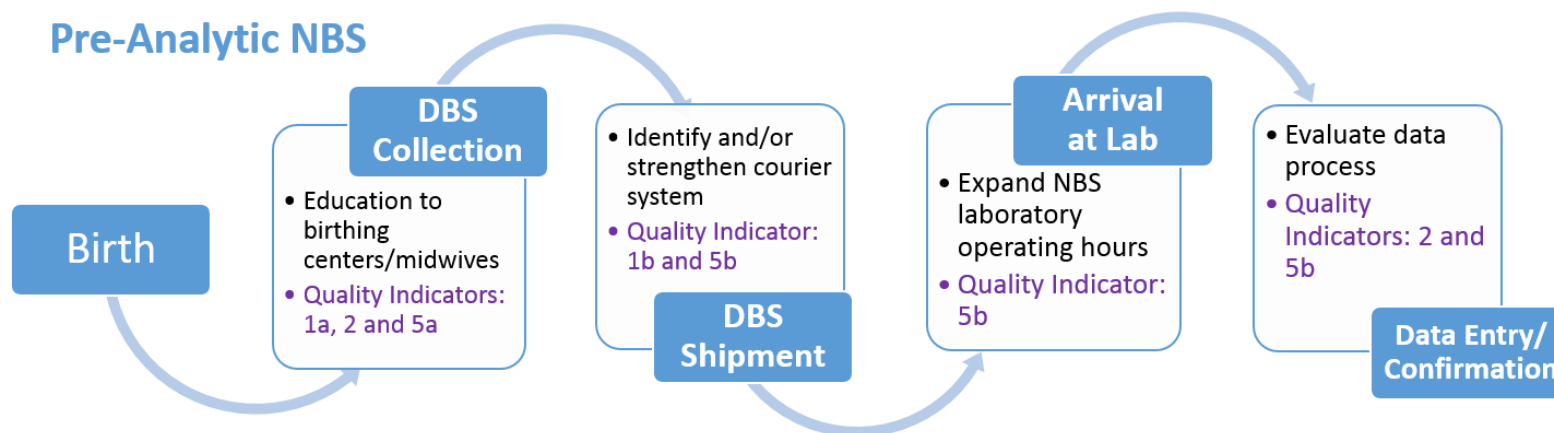 Pre-Analytic NBS
Birth
DBS
Collection
• Education to
birthing
centers/midwives
• Quality Indicators:
1a, 2 and 5a
• Identify and/or
strengthen courier
system
• Quality Indicator:
1b and 5b
DBS
Shipment
Arrival
at Lab
• Expand NBS
laboratory
operating hours
• Quality Indicator:
5b
• Evaluate data
process
• Quality
Indicators: 2 and
5b
Data Entry/
Confirmation